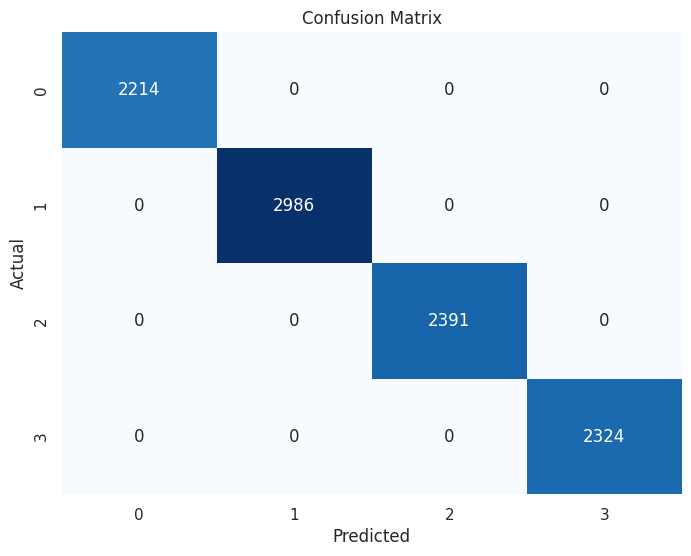 Confusion Matrix
0 2214 0 0 0
1 0 2986 0 0
2 0 0 2391 0
3 0 0 0 2324
Actual
0 1 2 3
Predicted